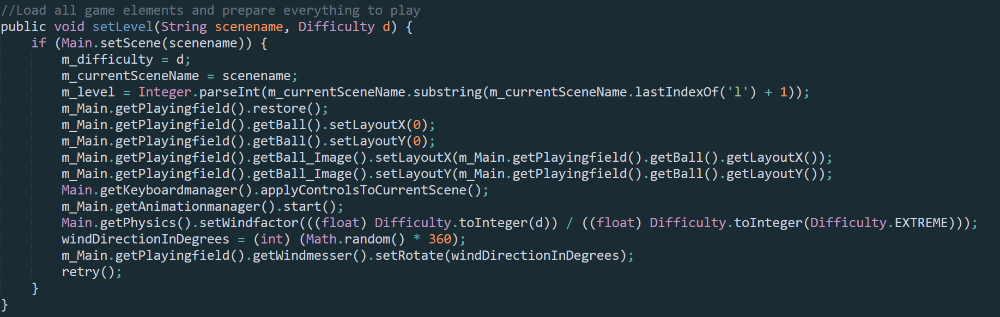 //Load all game elements and prepare everything to play
public void setLevel(String scenename, Difficulty d) {
    if (Main.setScene(scenename)) {
        m_difficulty = d;
        m_currentSceneName = scenename;
        m_level = Integer.parseInt(m_currentSceneName.substring(m_currentSceneName.lastIndexOf('l') + 1));
        m_Main.getPlayingfield().restore();
        m_Main.getPlayingfield().getBall().setLayoutX(0);
        m_Main.getPlayingfield().getBall().setLayoutY(0);
        m_Main.getPlayingfield().getBall_Image().setLayoutX(m_Main.getPlayingfield().getBall().getLayoutX());
        m_Main.getPlayingfield().getBall_Image().setLayoutY(m_Main.getPlayingfield().getBall().getLayoutY());
        Main.getKeyboardmanager().applyControlsToCurrentScene();
        m_Main.getAnimationmanager().start();
        Main.getPhysics().setWindfactor(((float) Difficulty.toInteger(d)) / ((float) Difficulty.toInteger(Difficulty.EXTREME)));
        windDirectionInDegrees = (int) (Math.random() * 360);
        m_Main.getPlayingfield().getWindmesser().setRotate(windDirectionInDegrees);
        retry();
    }
}